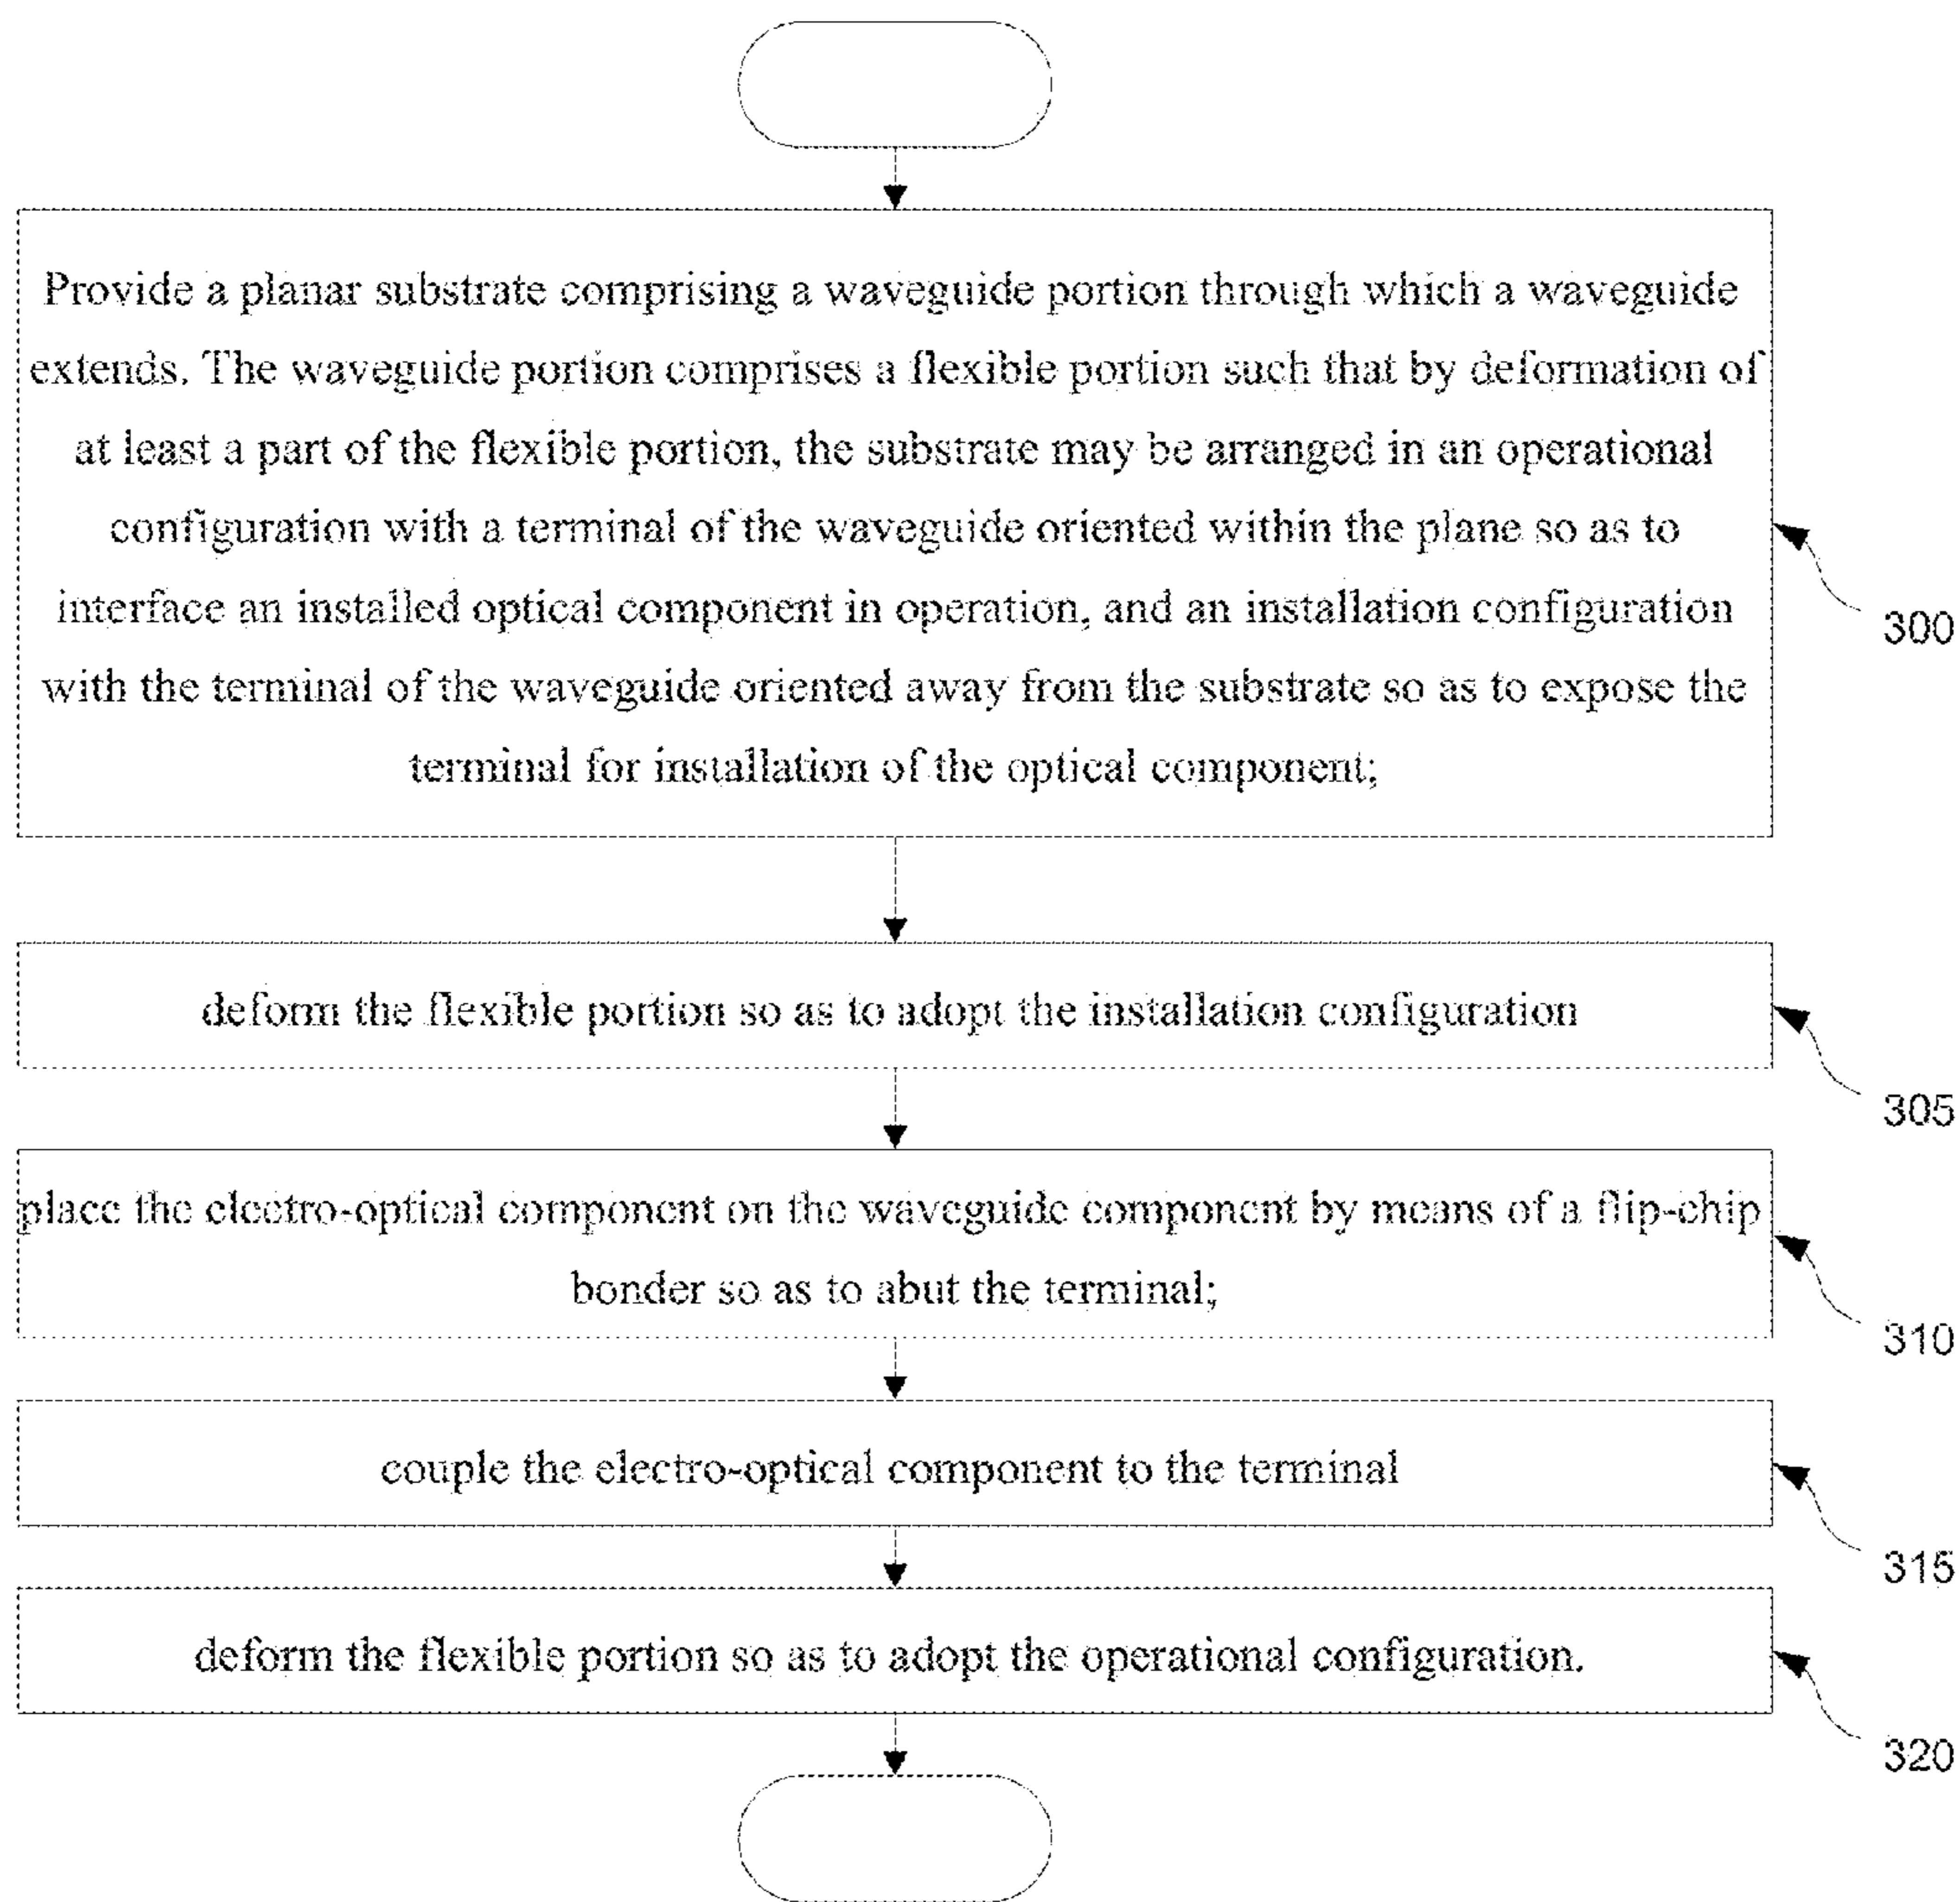 Provide a planar substrate comprising a waveguide portion through which a waveguide
extends. The waveguide portion comprises a flexible portion such that by deformation of
at least a part of the flexible portion, the substrate may be arranged in an operational
configuration with a terminal of the waveguide oriented within the plane so as to
interface an installed optical component in operation, and an installation configuration
with the terminal of the waveguide oriented away from the substrate so as to expose the
terminal for installation of the optical component;
300
deform the flexible portion so as to adopt the installation configuration
305
place the electro-optical component on the waveguide component by means of a flip-chip
bonder so as to abut the terminal;
310
couple the electro-optical component to the terminal
315
deform the flexible portion so as to adopt the operational configuration.
320